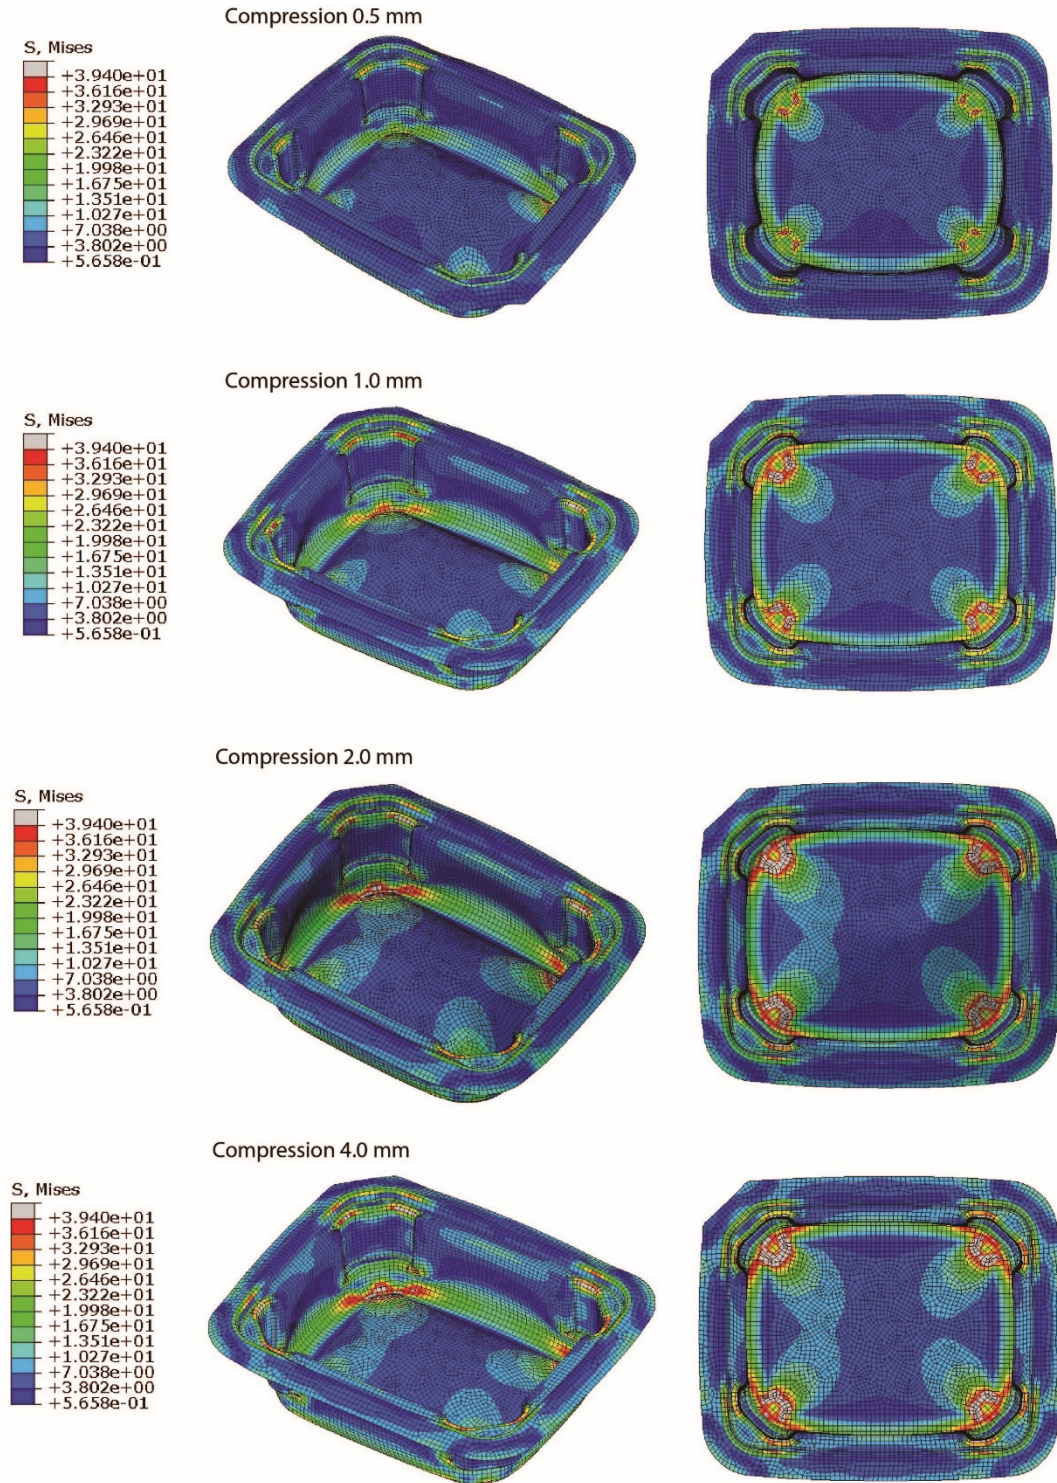 Compression 0.5 mm
S, Mises
+3.940e+01
+3.616e+01
+3.293e+01
+2.969e+01
+2.646e+01
+2.322e+01
+1.998e+01
+1.675e+01
+1.351e+01
+1.027e+01
+7.038e+00
+3.802e+00
+5.658e-01
Compression 1.0 mm
S, Mises
+3.940e+01
+3.616e+01
+3.293e+01
+2.969e+01
+2.646e+01
+2.322e+01
+1.998e+01
+1.675e+01
+1.351e+01
+1.027e+01
+7.038e+00
+3.802e+00
+5.658e-01
Compression 2.0 mm
S, Mises
+3.940e+01
+3.616e+01
+3.293e+01
+2.969e+01
+2.646e+01
+2.322e+01
+1.998e+01
+1.675e+01
+1.351e+01
+1.027e+01
+7.038e+00
+3.802e+00
+5.658e-01
Compression 4.0 mm
S, Mises
+3.940e+01
+3.616e+01
+3.293e+01
+2.969e+01
+2.646e+01
+2.322e+01
+1.998e+01
+1.675e+01
+1.351e+01
+1.027e+01
+7.038e+00
+3.802e+00
+5.658e-01